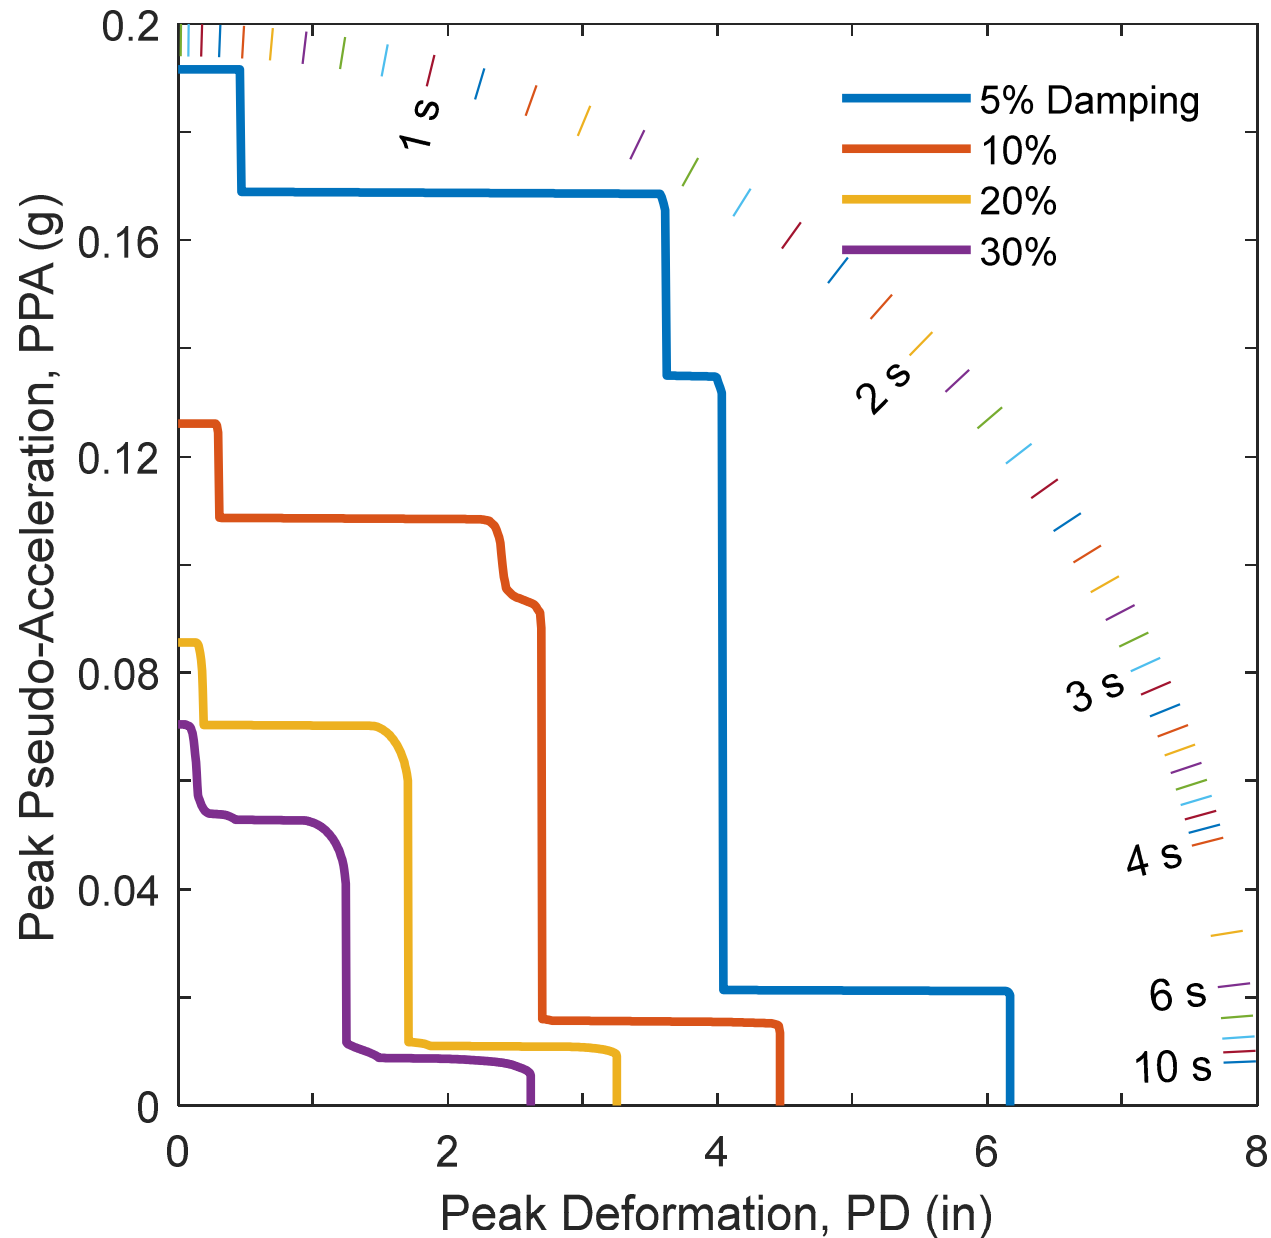 0.2
0.16
0.12
0.08
0.04
0
Peak Pseudo-Acceleration, PPA (g)
5% Damping
10%
20%
30%
1 s
2 s
3 s
4 s
6 s
10 s
0 2 4 6 8
Peak Deformation, PD (in)